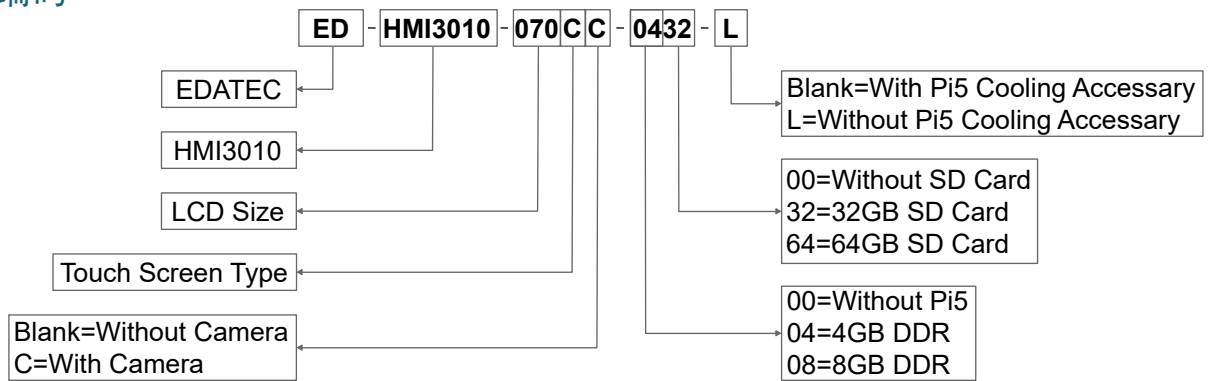 ED - HMI3010 - 070 C C - 0432 - L
EDATEC
HMI3010
LCD Size
Touch Screen Type
Blank=Without Camera
C=With Camera
Blank=With Pi5 Cooling Accessary
L=Without Pi5 Cooling Accessary
00=Without SD Card
32=32GB SD Card
64=64GB SD Card
00=Without Pi5
04=4GB DDR
08=8GB DDR